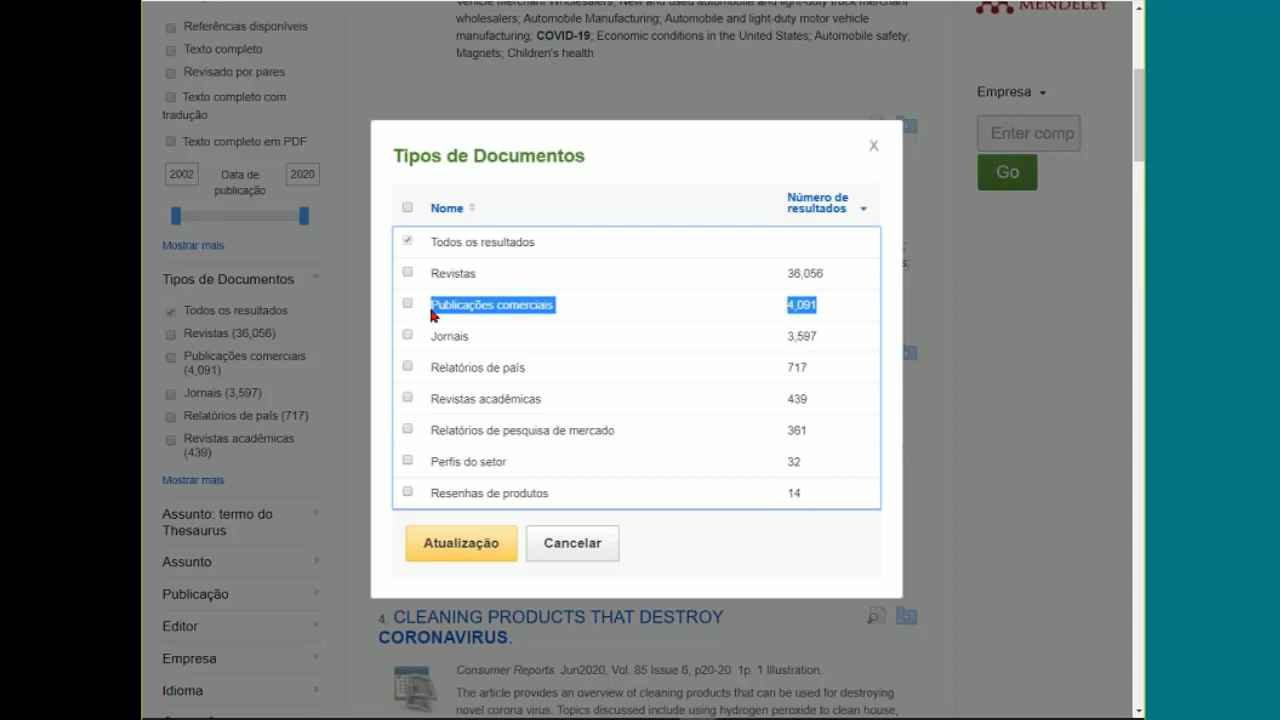 Vehicle Merchant Wholesalers; New and used automobile and light-duty truck merchant
wholesalers; Automobile Manufacturing; Automobile and light-duty motor vehicle
manufacturing; COVID-19; Economic conditions in the United States; Automobile safety;
Magnets; Children's health
MENDELEY
Referências disponíveis
Texto completo
Revisado por pares
Texto completo com
tradução
Texto completo em PDF
2002
Data de
publicação
2020
Mostrar mais
Tipos de Documentos
Todos os resultados
Revistas (36,056)
Publicações comerciais
(4,091)
Jornais (3,597)
Relatórios de país (717)
Revistas acadêmicas
(439)
Mostrar mais
Assunto: termo do
Thesaurus
Assunto
Publicação
Editor
Empresa
Idioma
Tipos de Documentos
X
Nome
Número de
resultados
Todos os resultados
Revistas 36,056
Publicações comerciais 4,091
Jornais 3,597
Relatórios de país 717
Revistas acadêmicas 439
Relatórios de pesquisa de mercado 361
Perfis do setor 32
Resenhas de produtos 14
Atualização
Cancelar
4. CLEANING PRODUCTS THAT DESTROY
CORONAVIRUS.
Consumer Reports. Jun2020, Vol. 85 Issue 6, p20-20. 1p. 1 Illustration.
The article provides an overview of cleaning products that can be used for destroying
novel corona virus. Topics discussed include using hydrogen peroxide to clean house,
Empresa
Enter comp
Go